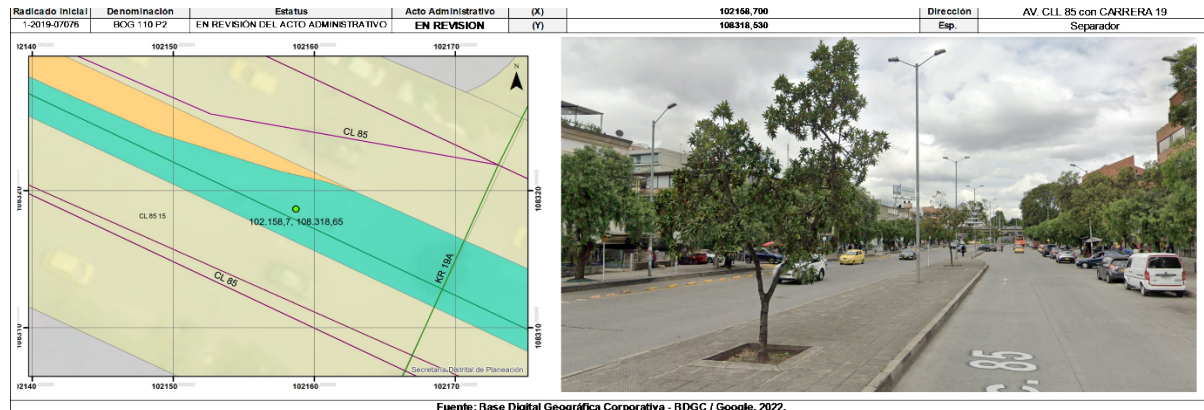 Radicado Inicial Denominación Estatus Acto Administrativo (X) 102158,700 Dirección AV. CLL 85 con CARRERA 19
1-2019-07076 BOG 110 P2 EN REVISIÓN DEL ACTO ADMINISTRATIVO EN REVISION (Y) 108318,530 Esp. Separador
102150 102160 102170
N
CL 85
108320 108320
CL 85 15
102.158,7, 108.318,65
KR 19A
CL 85
108310 108310
Secretaría Distrital de Planeación
102150 102160 102170
C. 85
Fuente: Base Digital Geográfica Corporativa - BDGC / Google, 2022.